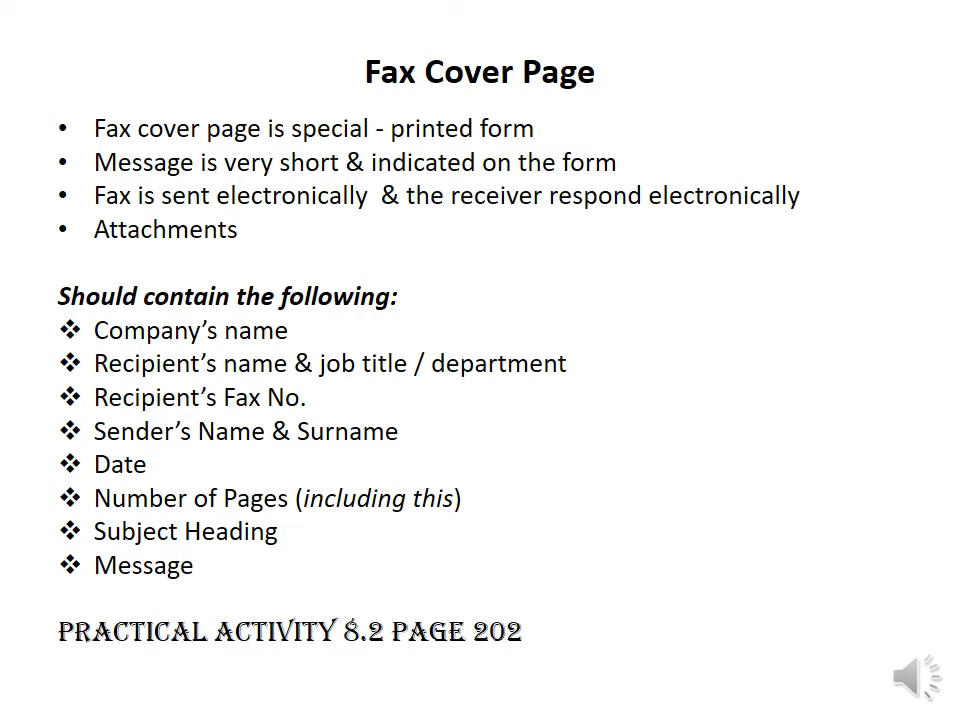 Fax Cover Page
• Fax cover page is special - printed form
• Message is very short & indicated on the form
• Fax is sent electronically & the receiver respond electronically
• Attachments
Should contain the following:
❖ Company's name
❖ Recipient's name & job title / department
❖ Recipient's Fax No.
❖ Sender's Name & Surname
❖ Date
❖ Number of Pages (including this)
❖ Subject Heading
❖ Message
PRACTICAL ACTIVITY 8.2 PAGE 202